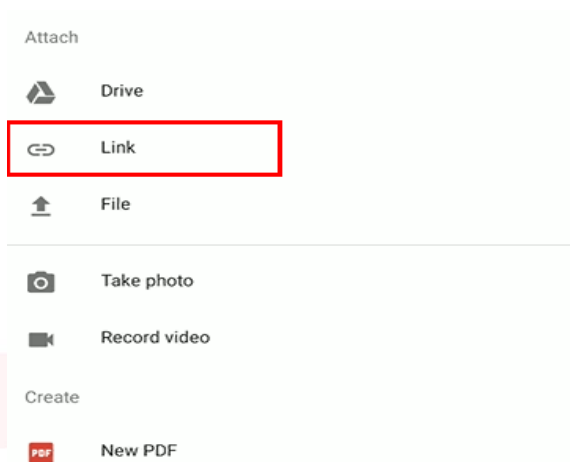 Attach
Drive
Link
File
Take photo
Record video
Create
PDF New PDF